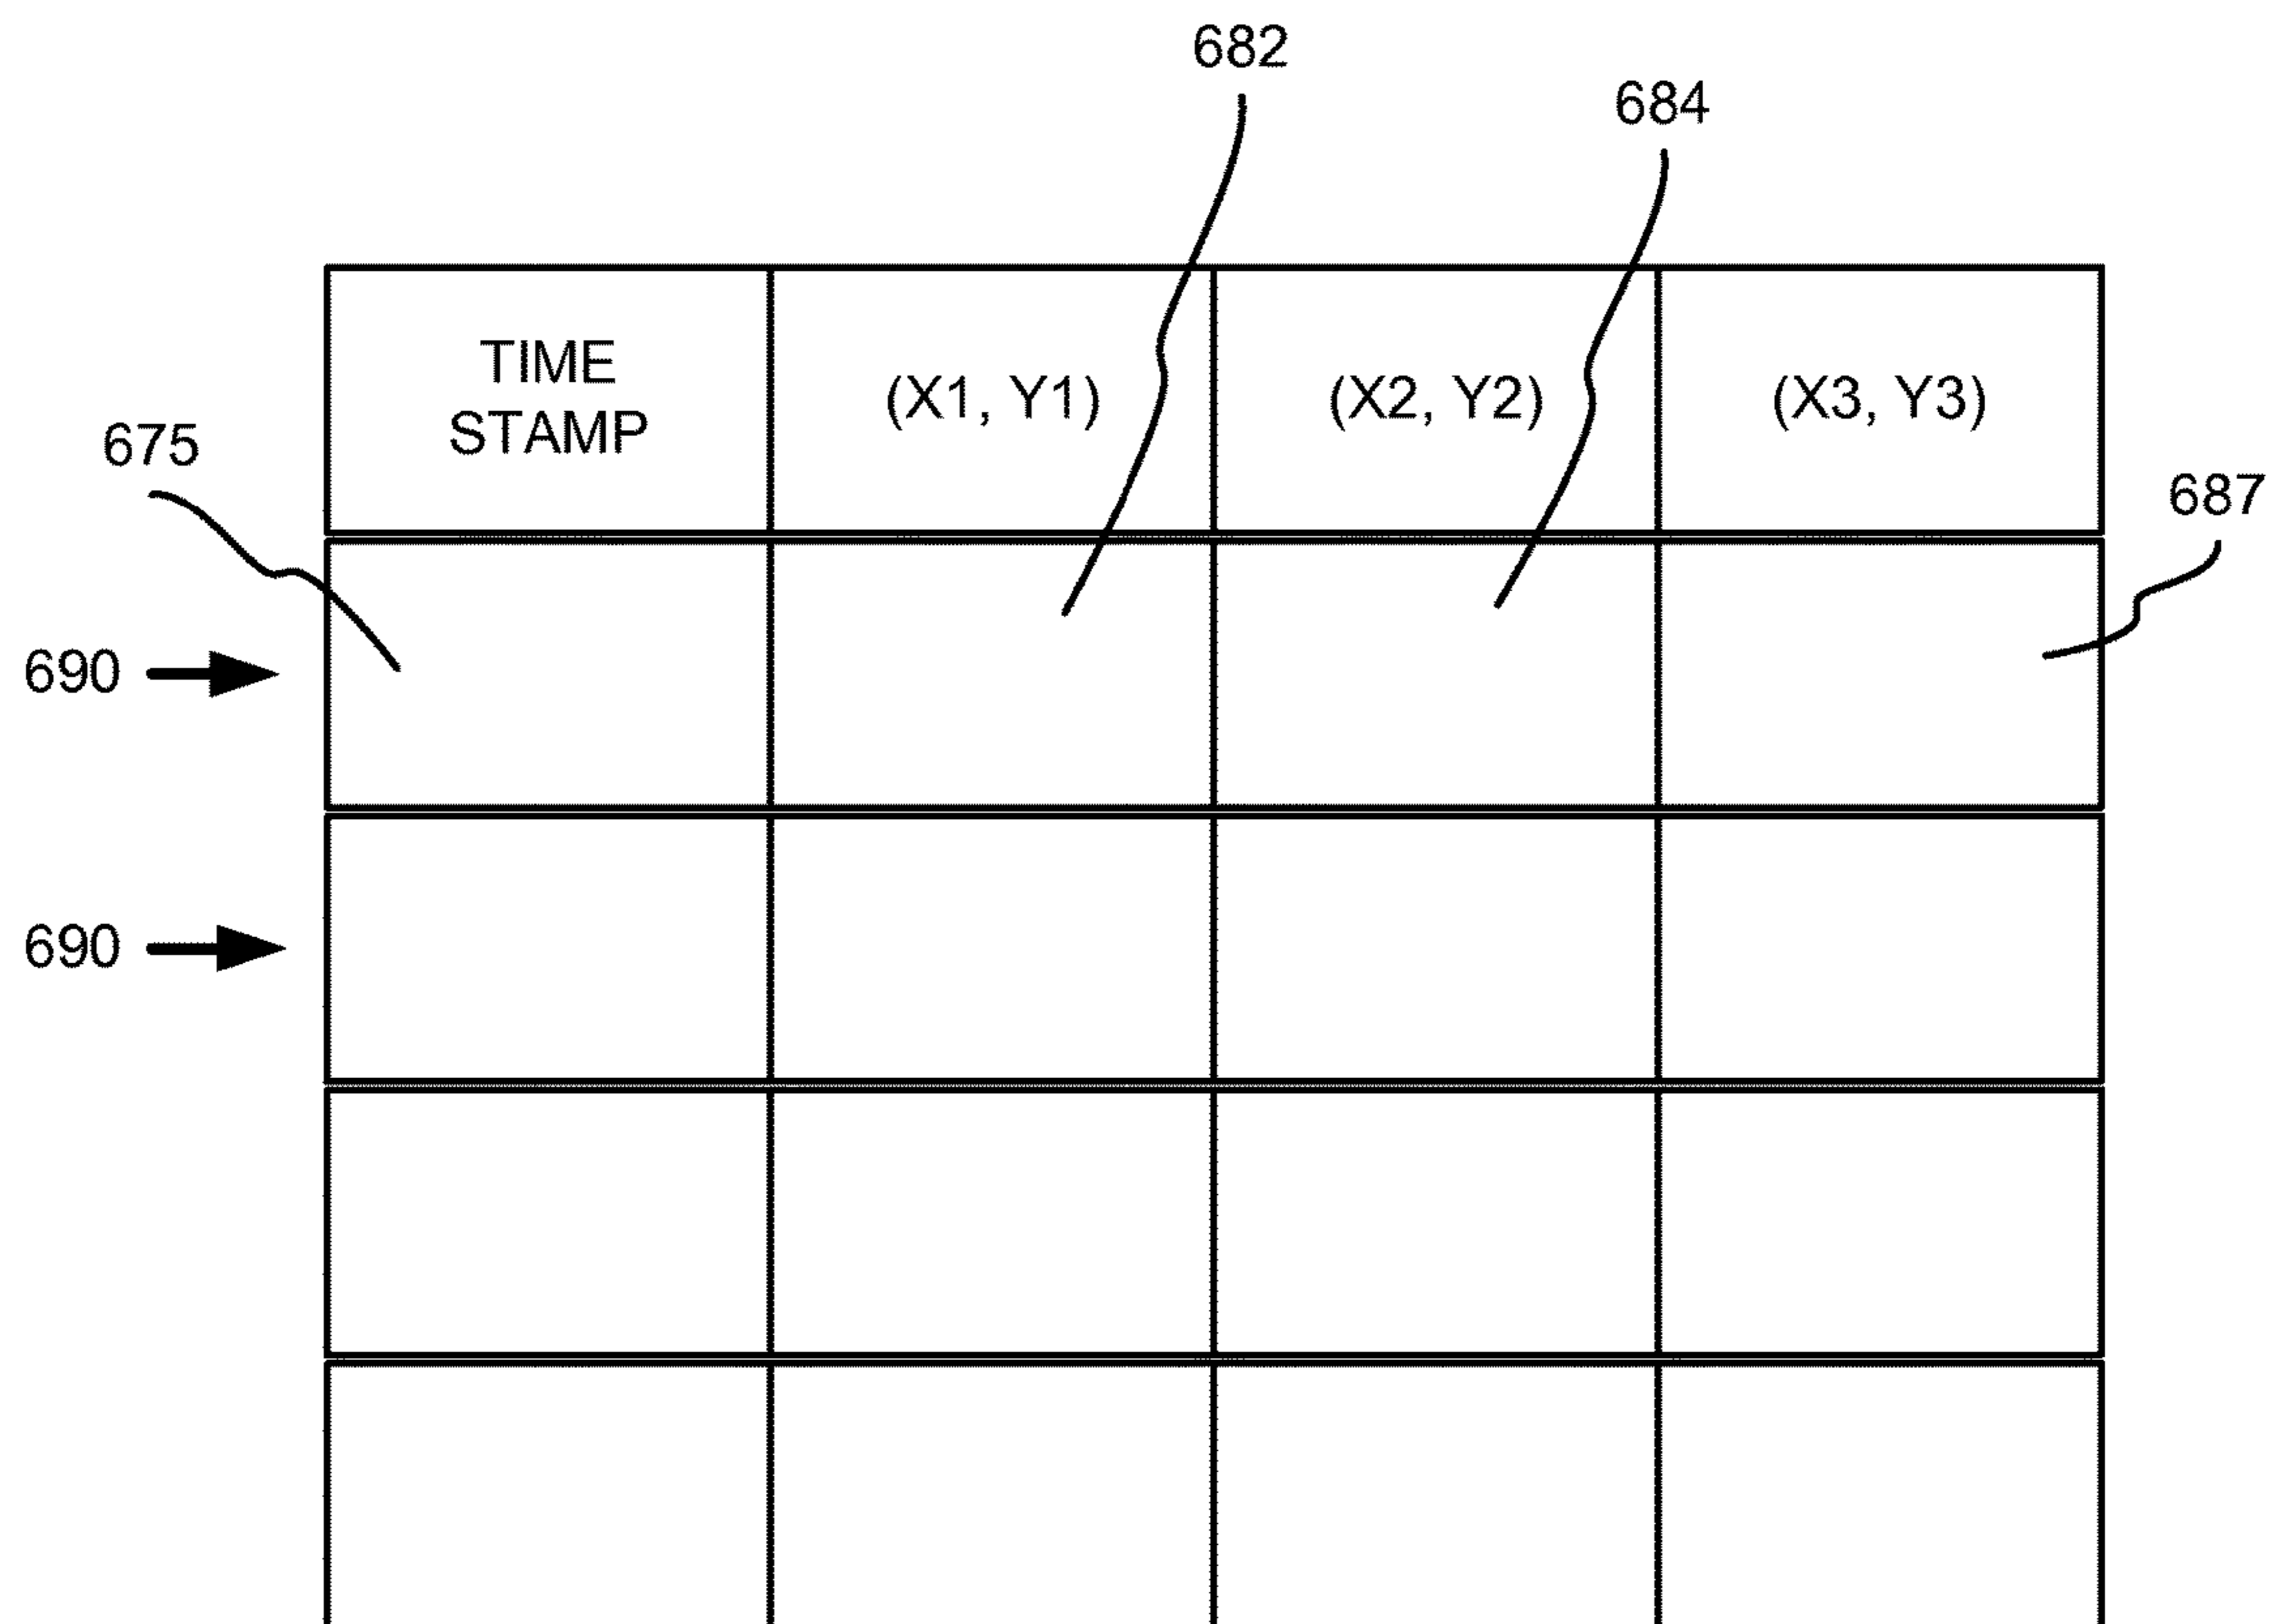 682
684
TIME
STAMP
(X1, Y1)
(X2, Y2)
(X3, Y3)
675
687
690
690